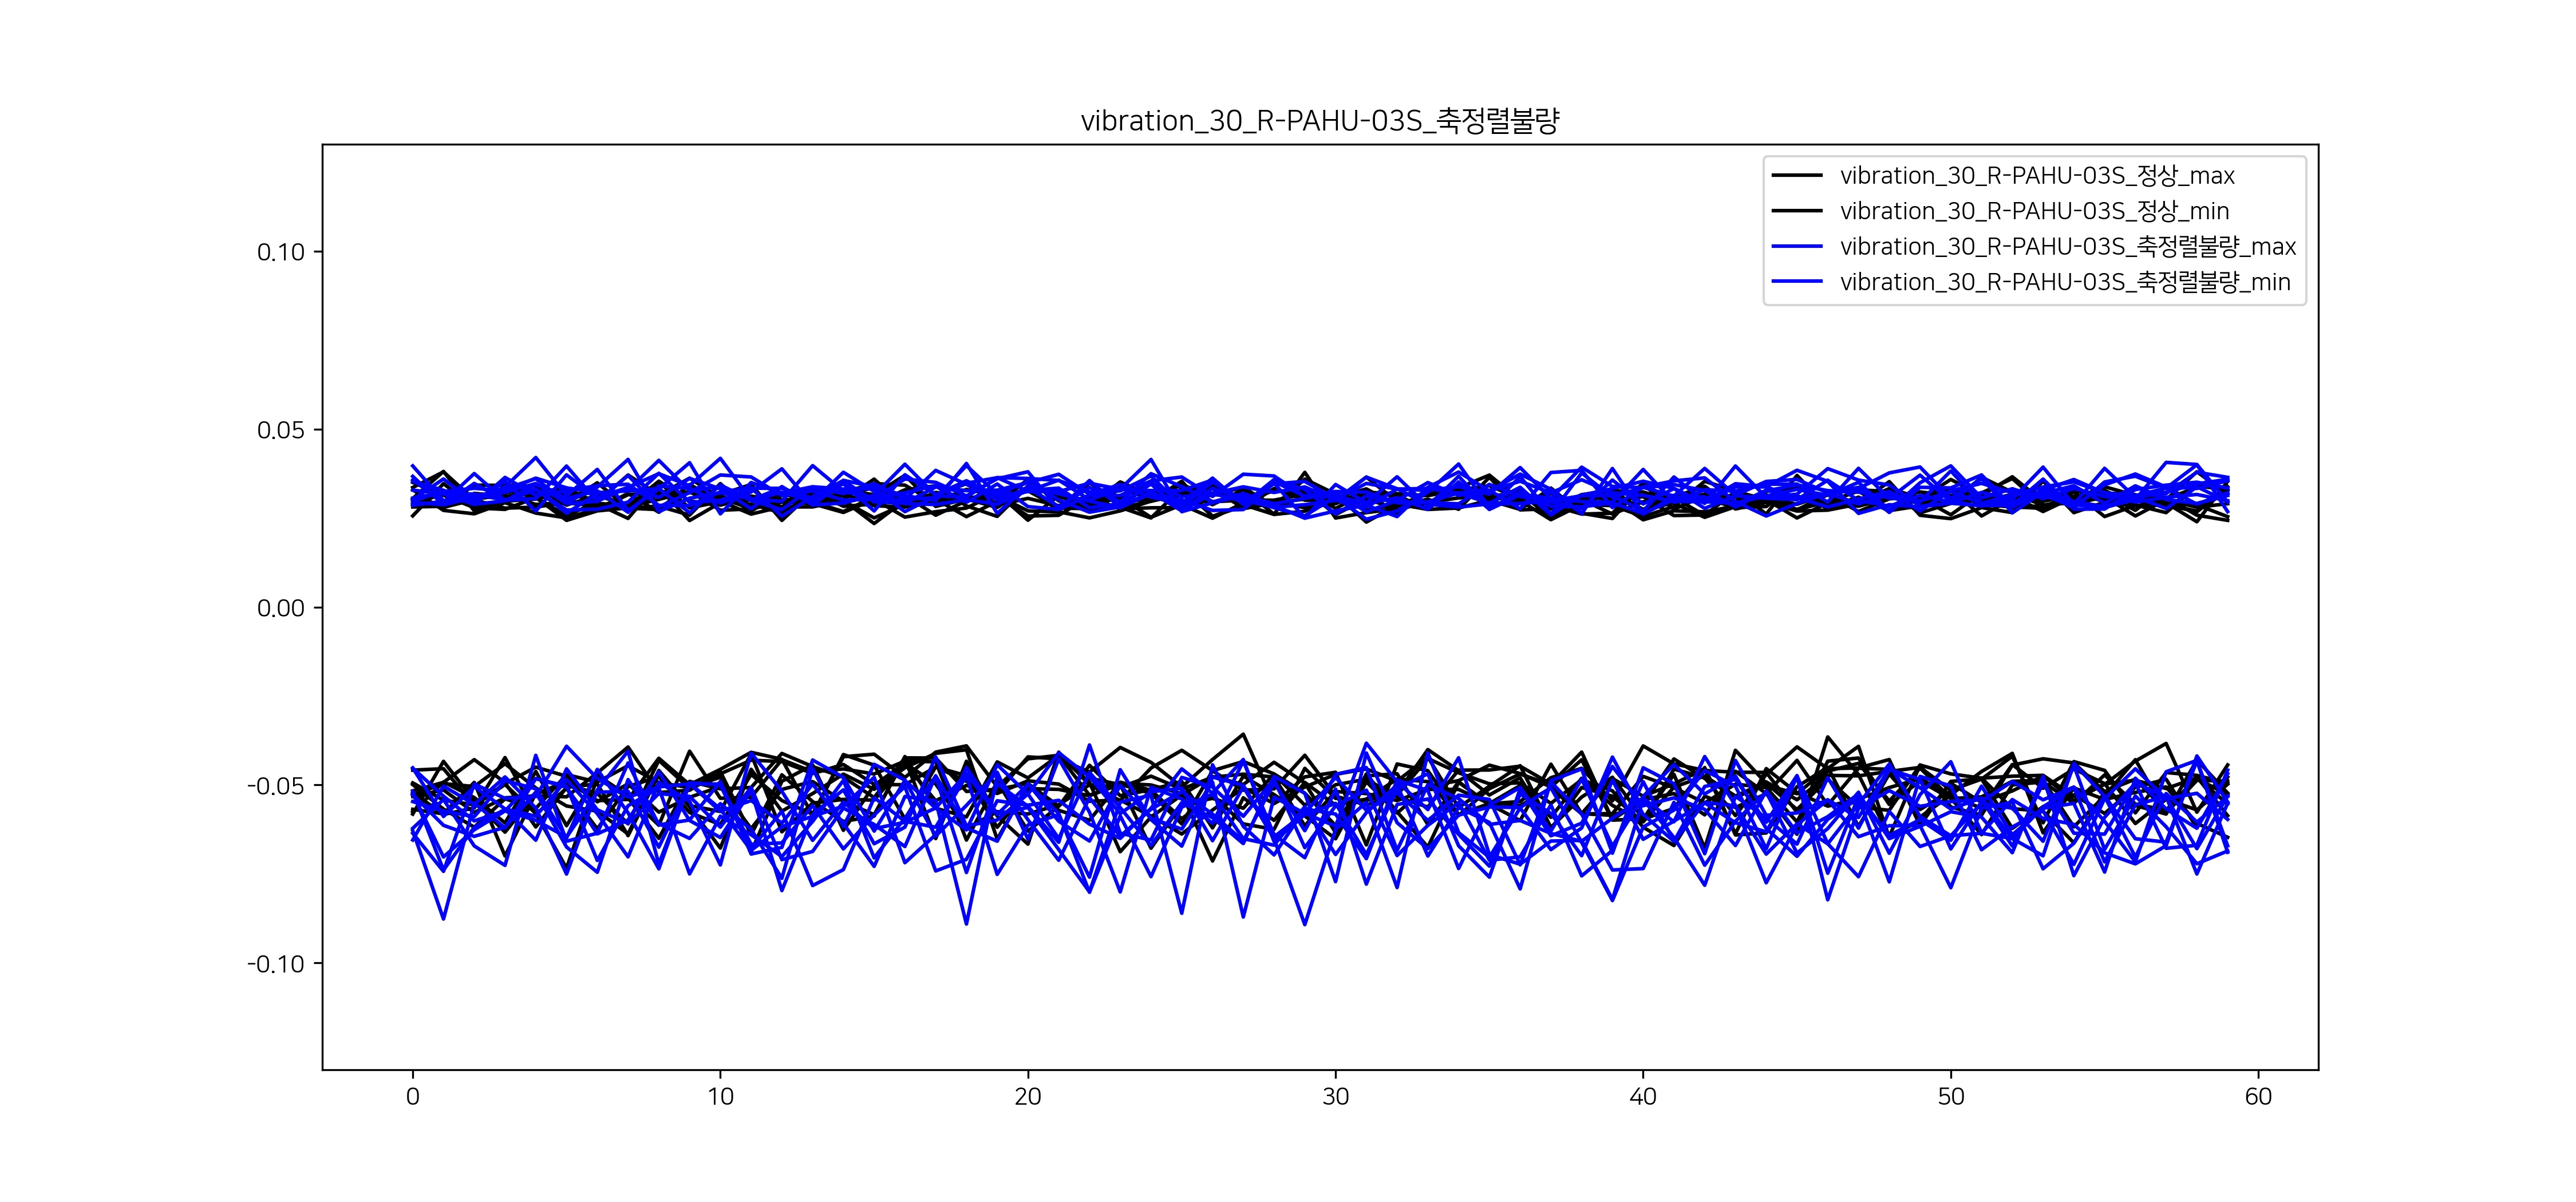 vibration_30_R-PAHU-03S_축정렬불량
vibration_30_R-PAHU-03S_정상_max
vibration_30_R-PAHU-03S_정상_min
vibration_30_R-PAHU-03S_축정렬불량_max
vibration_30_R-PAHU-03S_축정렬불량_min
0.10
0.05
0.00
-0.05
-0.10
0 10 20 30 40 50 60